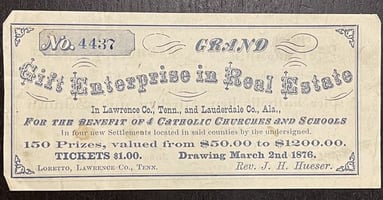 No. 4437
GRAND
Gift Enterprise in Real Estate
In Lawrence Co., Tenn., and Lauderdale Co., Ala.,
FOR THE BENEFIT OF 4 CATHOLIC CHURCHES AND SCHOOLS
In four new Settlements located in said counties by the undersigned.
150 Prizes, valued from $50.00 to $1200.00.
TICKETS $1.00. Drawing March 2nd 1876.
LORETTO, LAWRENCE CO., TENN. Rev. J. H. Hueser.